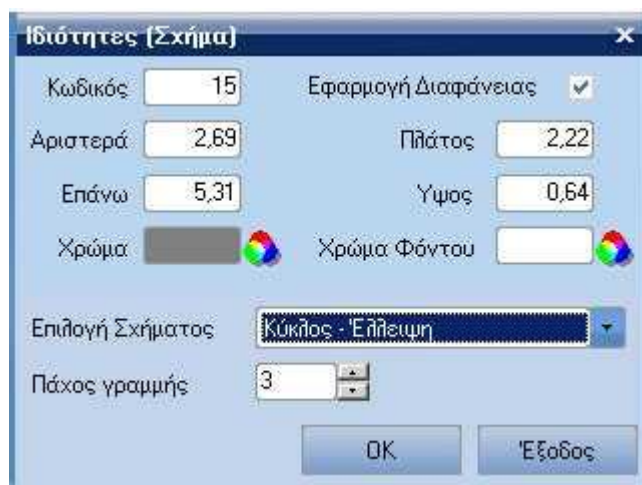 Ιδιότητες (Σχήμα)
Κωδικός 15 Εφαρμογή Διαφάνειας
Αριστερά 2,69 Πλάτος 2,22
Επάνω 5,31 Υψος 0,64
Χρώμα Χρώμα Φόντου
Επιλογή Σχήματος Κύκλος - Έλλειψη
Πάχος γραμμής 3
OK Έξοδος